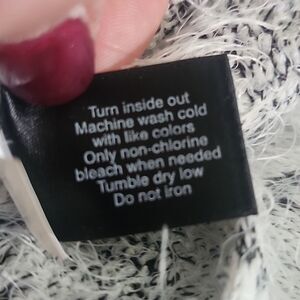 Turn inside out
Machine wash cold
with like colors
Only non-chlorine
bleach when needed
Tumble dry low
Do not iron